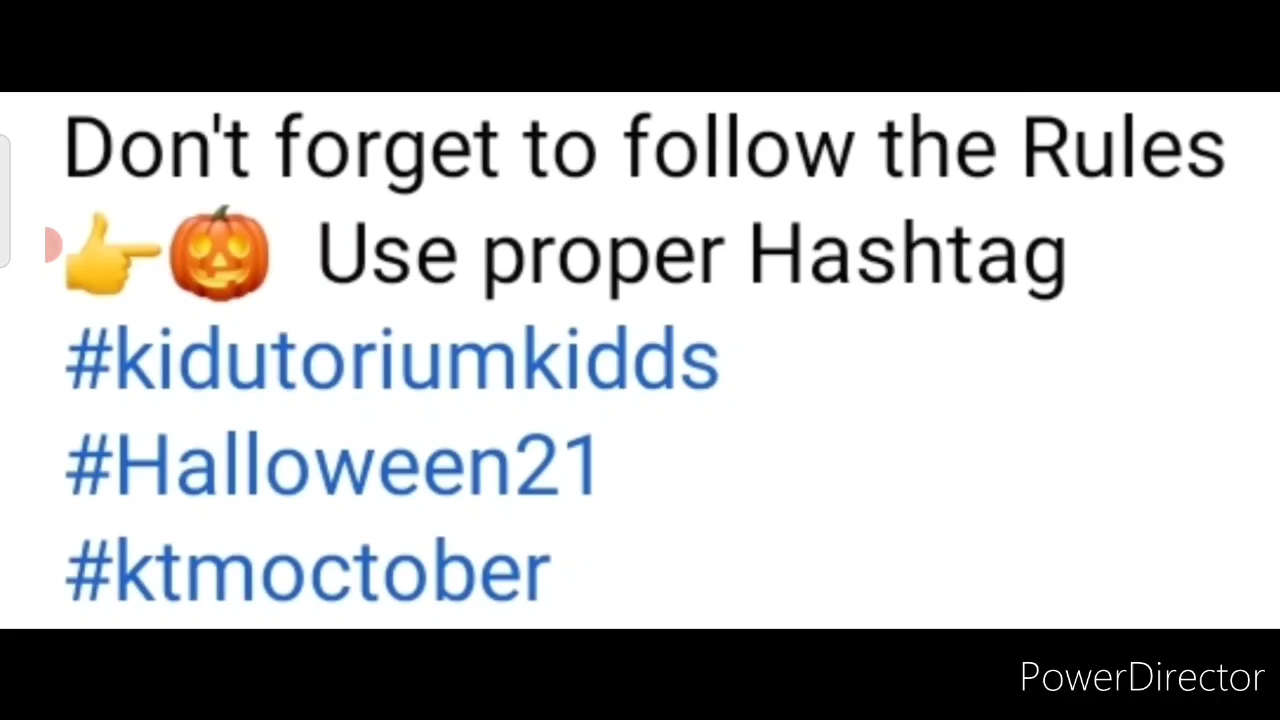 Don't forget to follow the Rules
👉🎃 Use proper Hashtag
#kidutoriumkidds
#Halloween21
#ktmoctober
PowerDirector